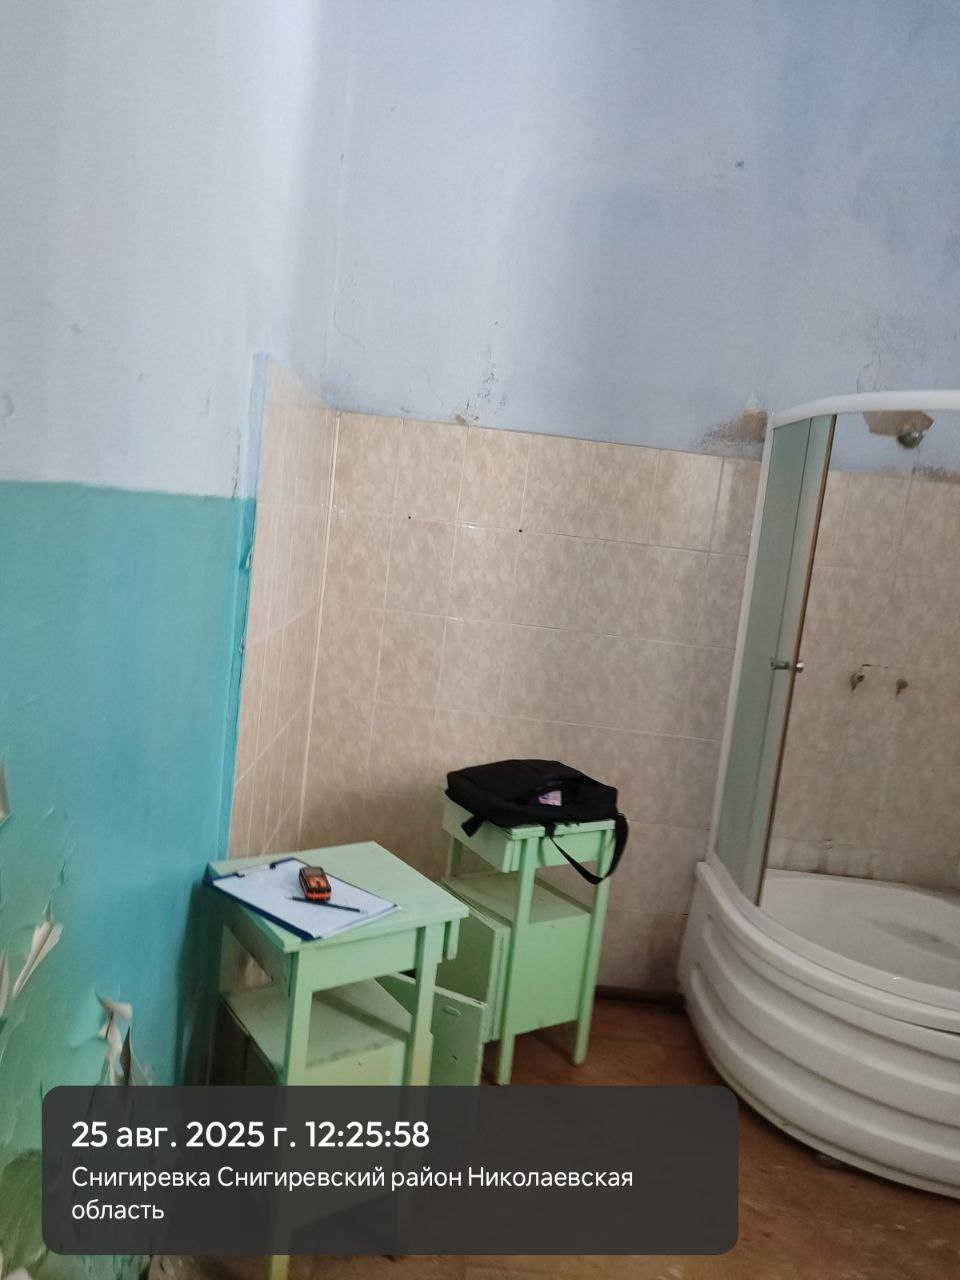 25 авг. 2025 г. 12:25:58
Снигиревка Снигиревский район Николаевская
область